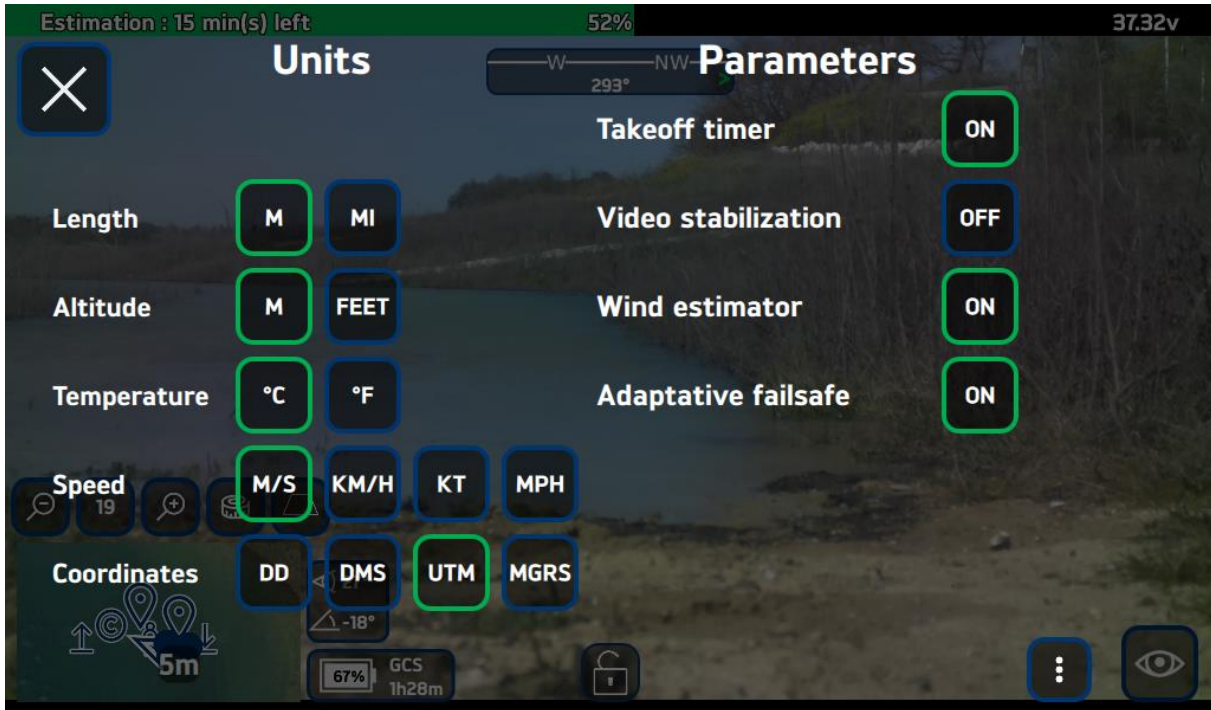 Estimation : 15 min(s) left 52% 37.32v
Units
W NW
293°
Parameters
Takeoff timer ON
Length M MI
Video stabilization OFF
Altitude M FEET
Wind estimator ON
Temperature °C °F
Adaptative failsafe ON
Speed M/S KM/H KT MPH
19
Coordinates DD DMS UTM MGRS
-18°
5m
67% GCS
1h28m